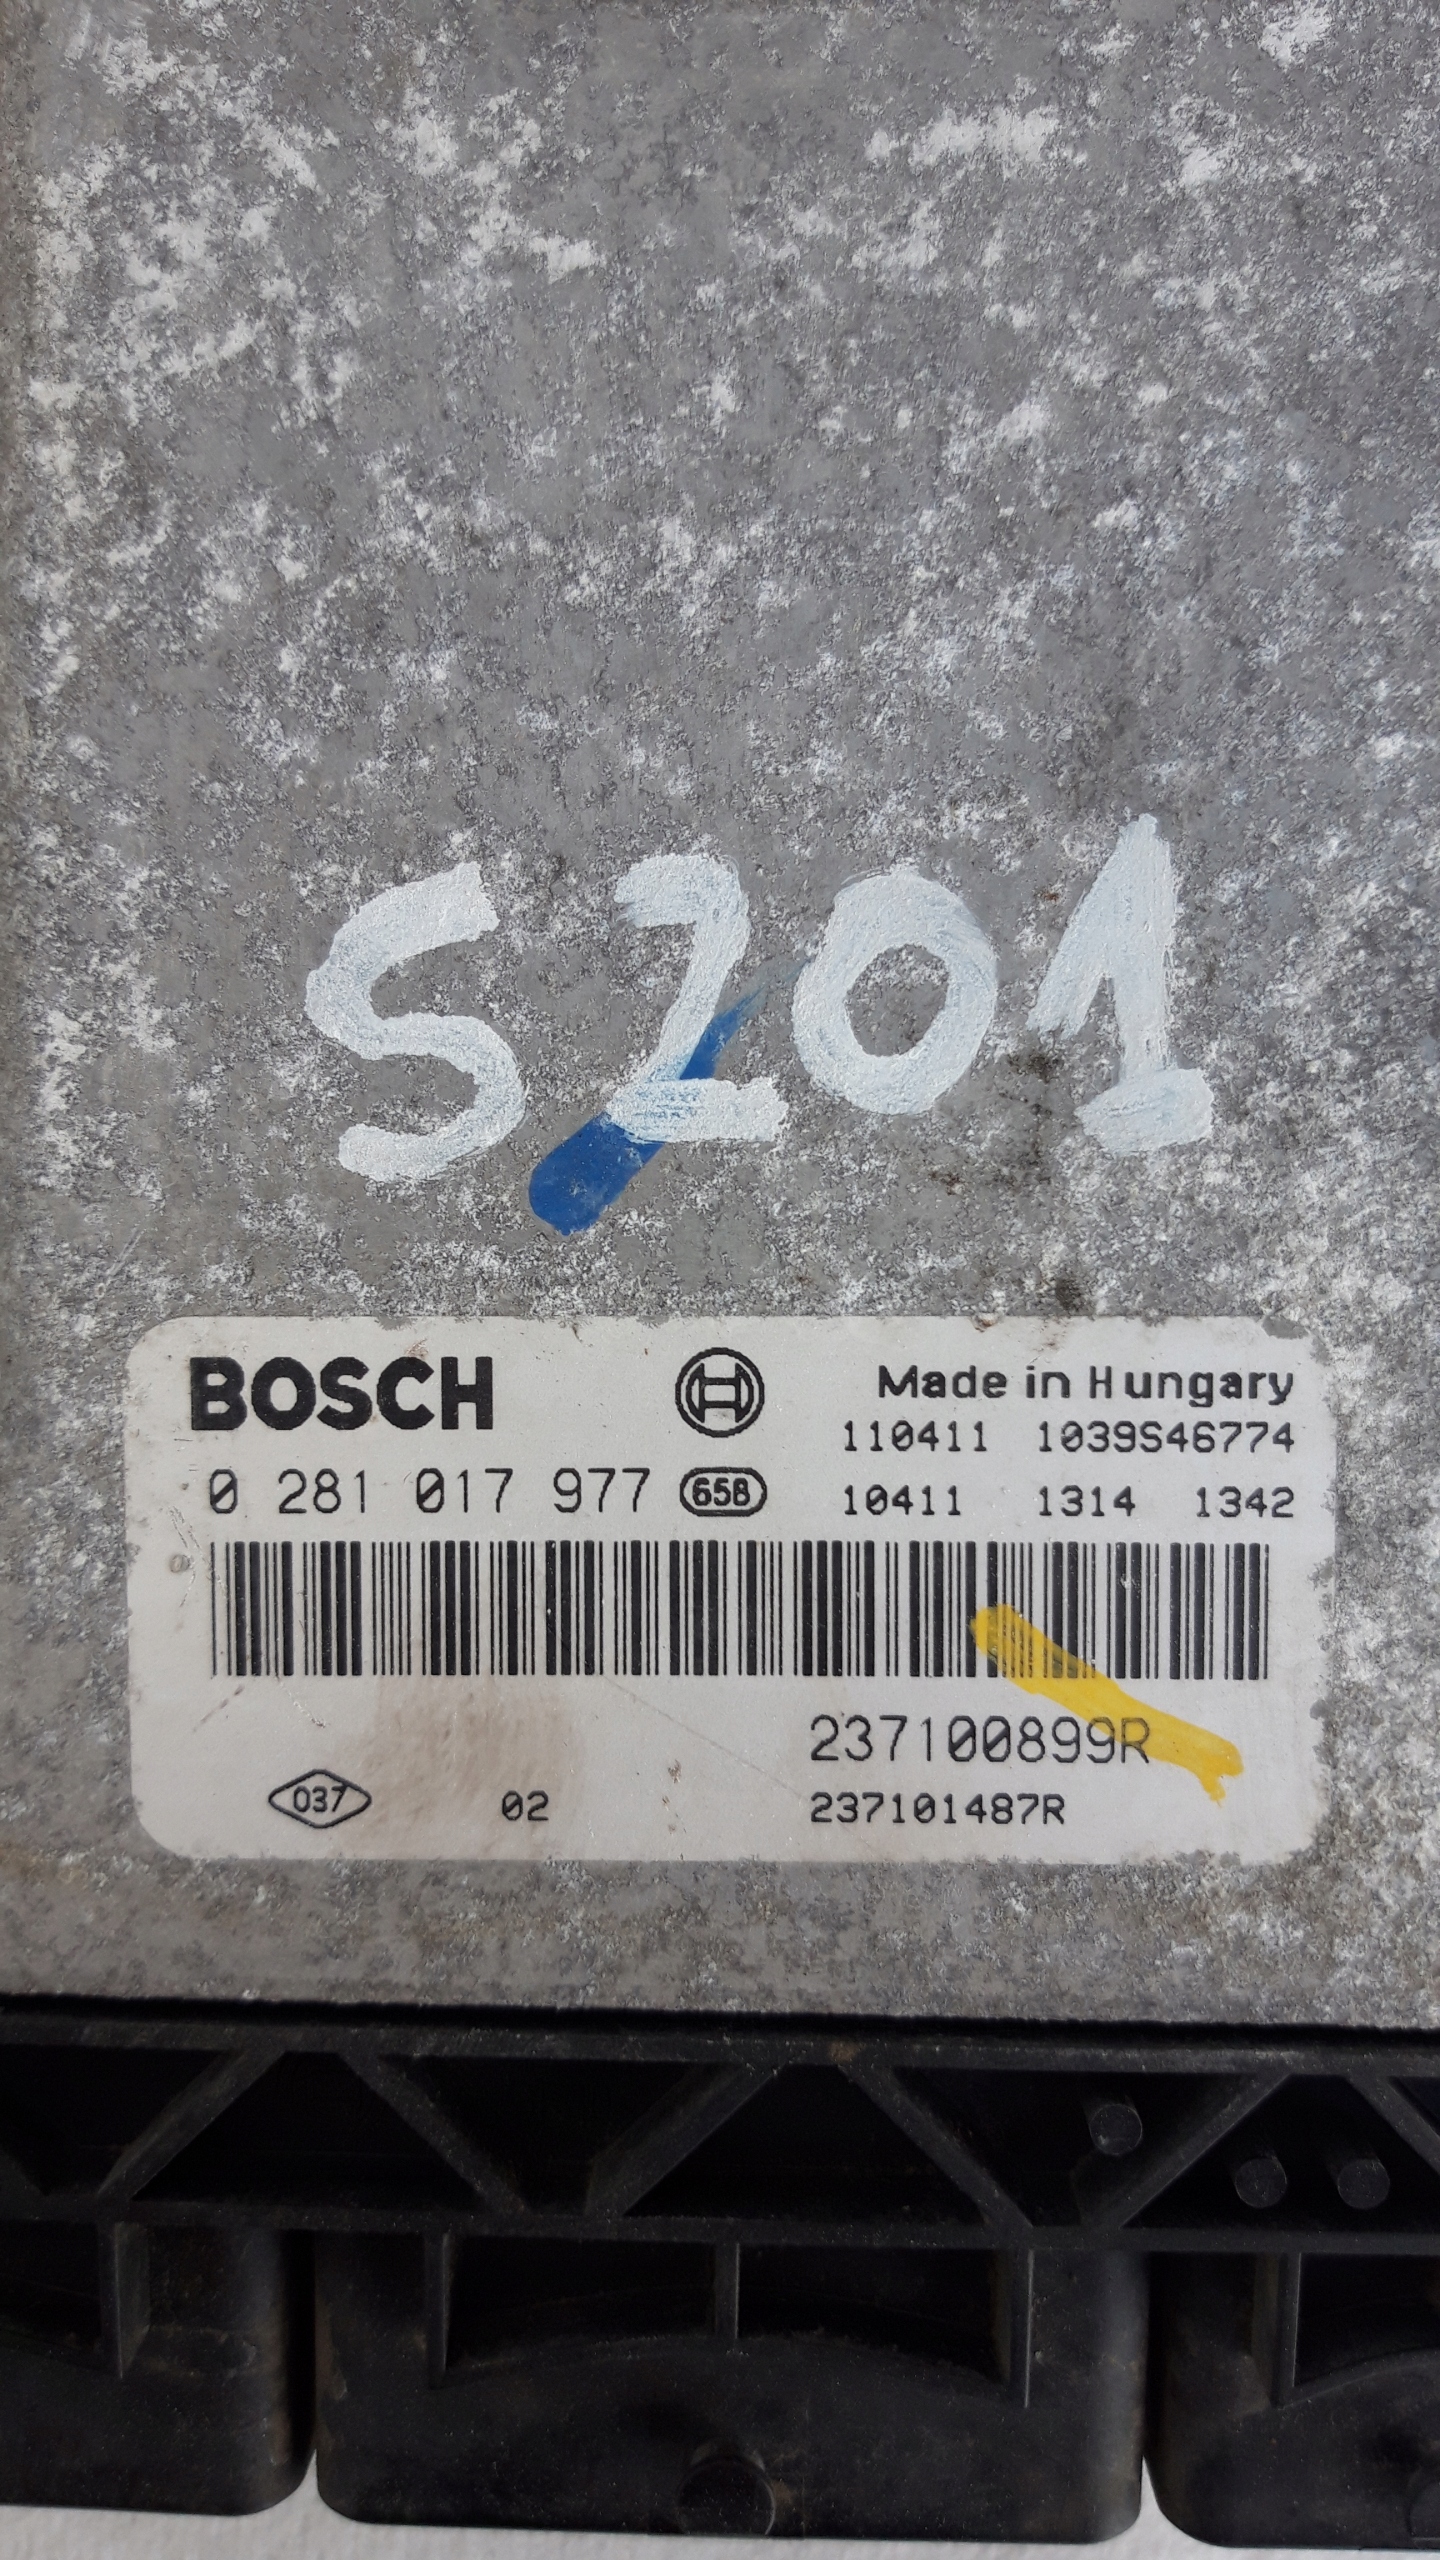 S201
BOSCH Made in Hungary
110411 1039S46774
0 281 017 977 658 10411 1314 1342
237100899R
037 02 237101487R